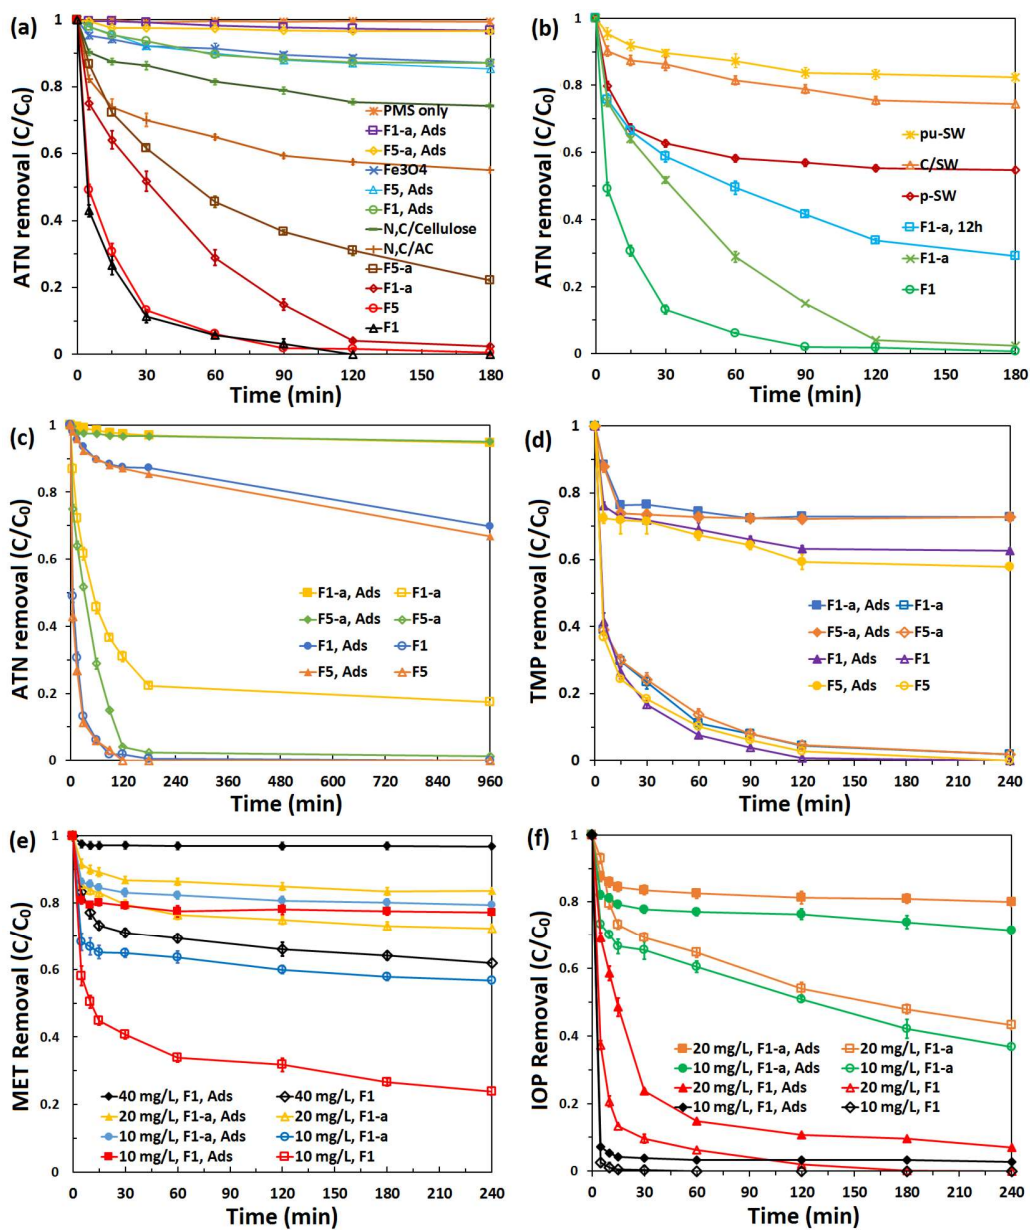 (a)
ATN removal (C/C₀)
1
0.8
0.6
0.4
0.2
0
PMS only
F1-a, Ads
F5-a, Ads
Fe3O4
F5, Ads
F1, Ads
N,C/Cellulose
N,C/AC
F5-a
F1-a
F5
F1
0 30 60 90 120 150 180
Time (min)
(b)
ATN removal (C/C₀)
1
0.8
0.6
0.4
0.2
0
pu-SW
C/SW
p-SW
F1-a, 12h
F1-a
F1
0 30 60 90 120 150 180
Time (min)
(c)
ATN removal (C/C₀)
1
0.8
0.6
0.4
0.2
0
F1-a, Ads F1-a
F5-a, Ads F5-a
F1, Ads F1
F5, Ads F5
0 120 240 360 480 600 720 840 960
Time (min)
(d)
TMP removal (C/C₀)
1
0.8
0.6
0.4
0.2
0
F1-a, Ads F1-a
F5-a, Ads F5-a
F1, Ads F1
F5, Ads F5
0 30 60 90 120 150 180 210 240
Time (min)
(e)
MET Removal (C/C₀)
1
0.8
0.6
0.4
0.2
0
40 mg/L, F1, Ads 40 mg/L, F1
20 mg/L, F1-a, Ads 20 mg/L, F1-a
10 mg/L, F1-a, Ads 10 mg/L, F1-a
10 mg/L, F1, Ads 10 mg/L, F1
0 30 60 90 120 150 180 210 240
Time (min)
(f)
IOP Removal (C/C₀)
1
0.8
0.6
0.4
0.2
0
20 mg/L, F1-a, Ads 20 mg/L, F1-a
10 mg/L, F1-a, Ads 10 mg/L, F1-a
20 mg/L, F1, Ads 20 mg/L, F1
10 mg/L, F1, Ads 10 mg/L, F1
0 30 60 90 120 150 180 210 240
Time (min)